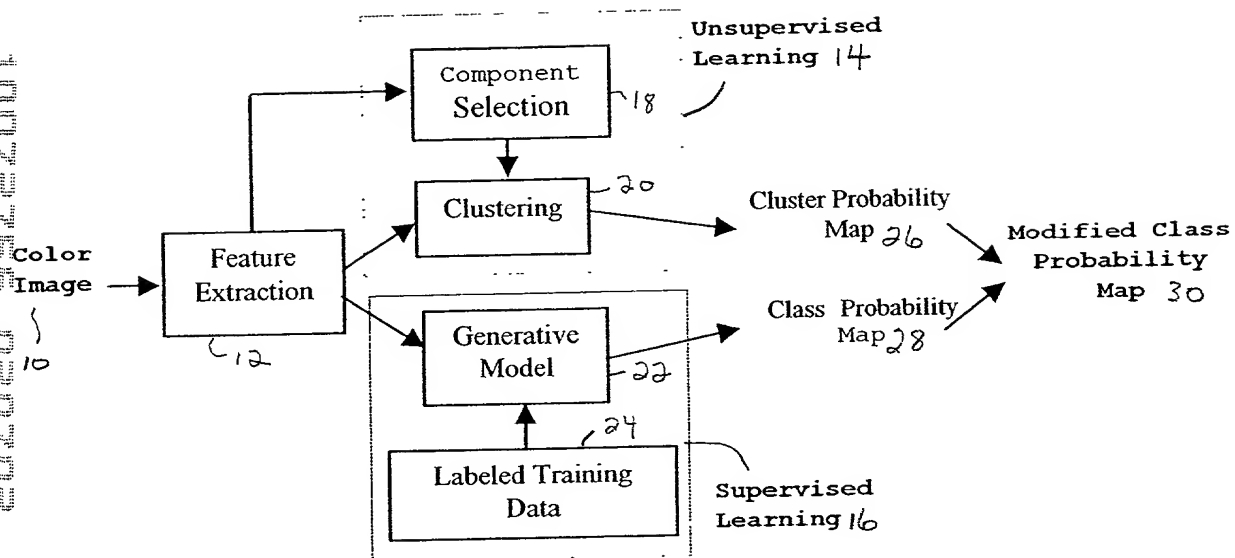 Unsupervised
Learning 14
Component
Selection
18
20
Clustering
Cluster Probability
Map 26
Modified Class
Probability
Map 30
Color
Image
10
Feature
Extraction
12
Class Probability
Map 28
Generative
Model
22
24
Labeled Training
Data
Supervised
Learning 16